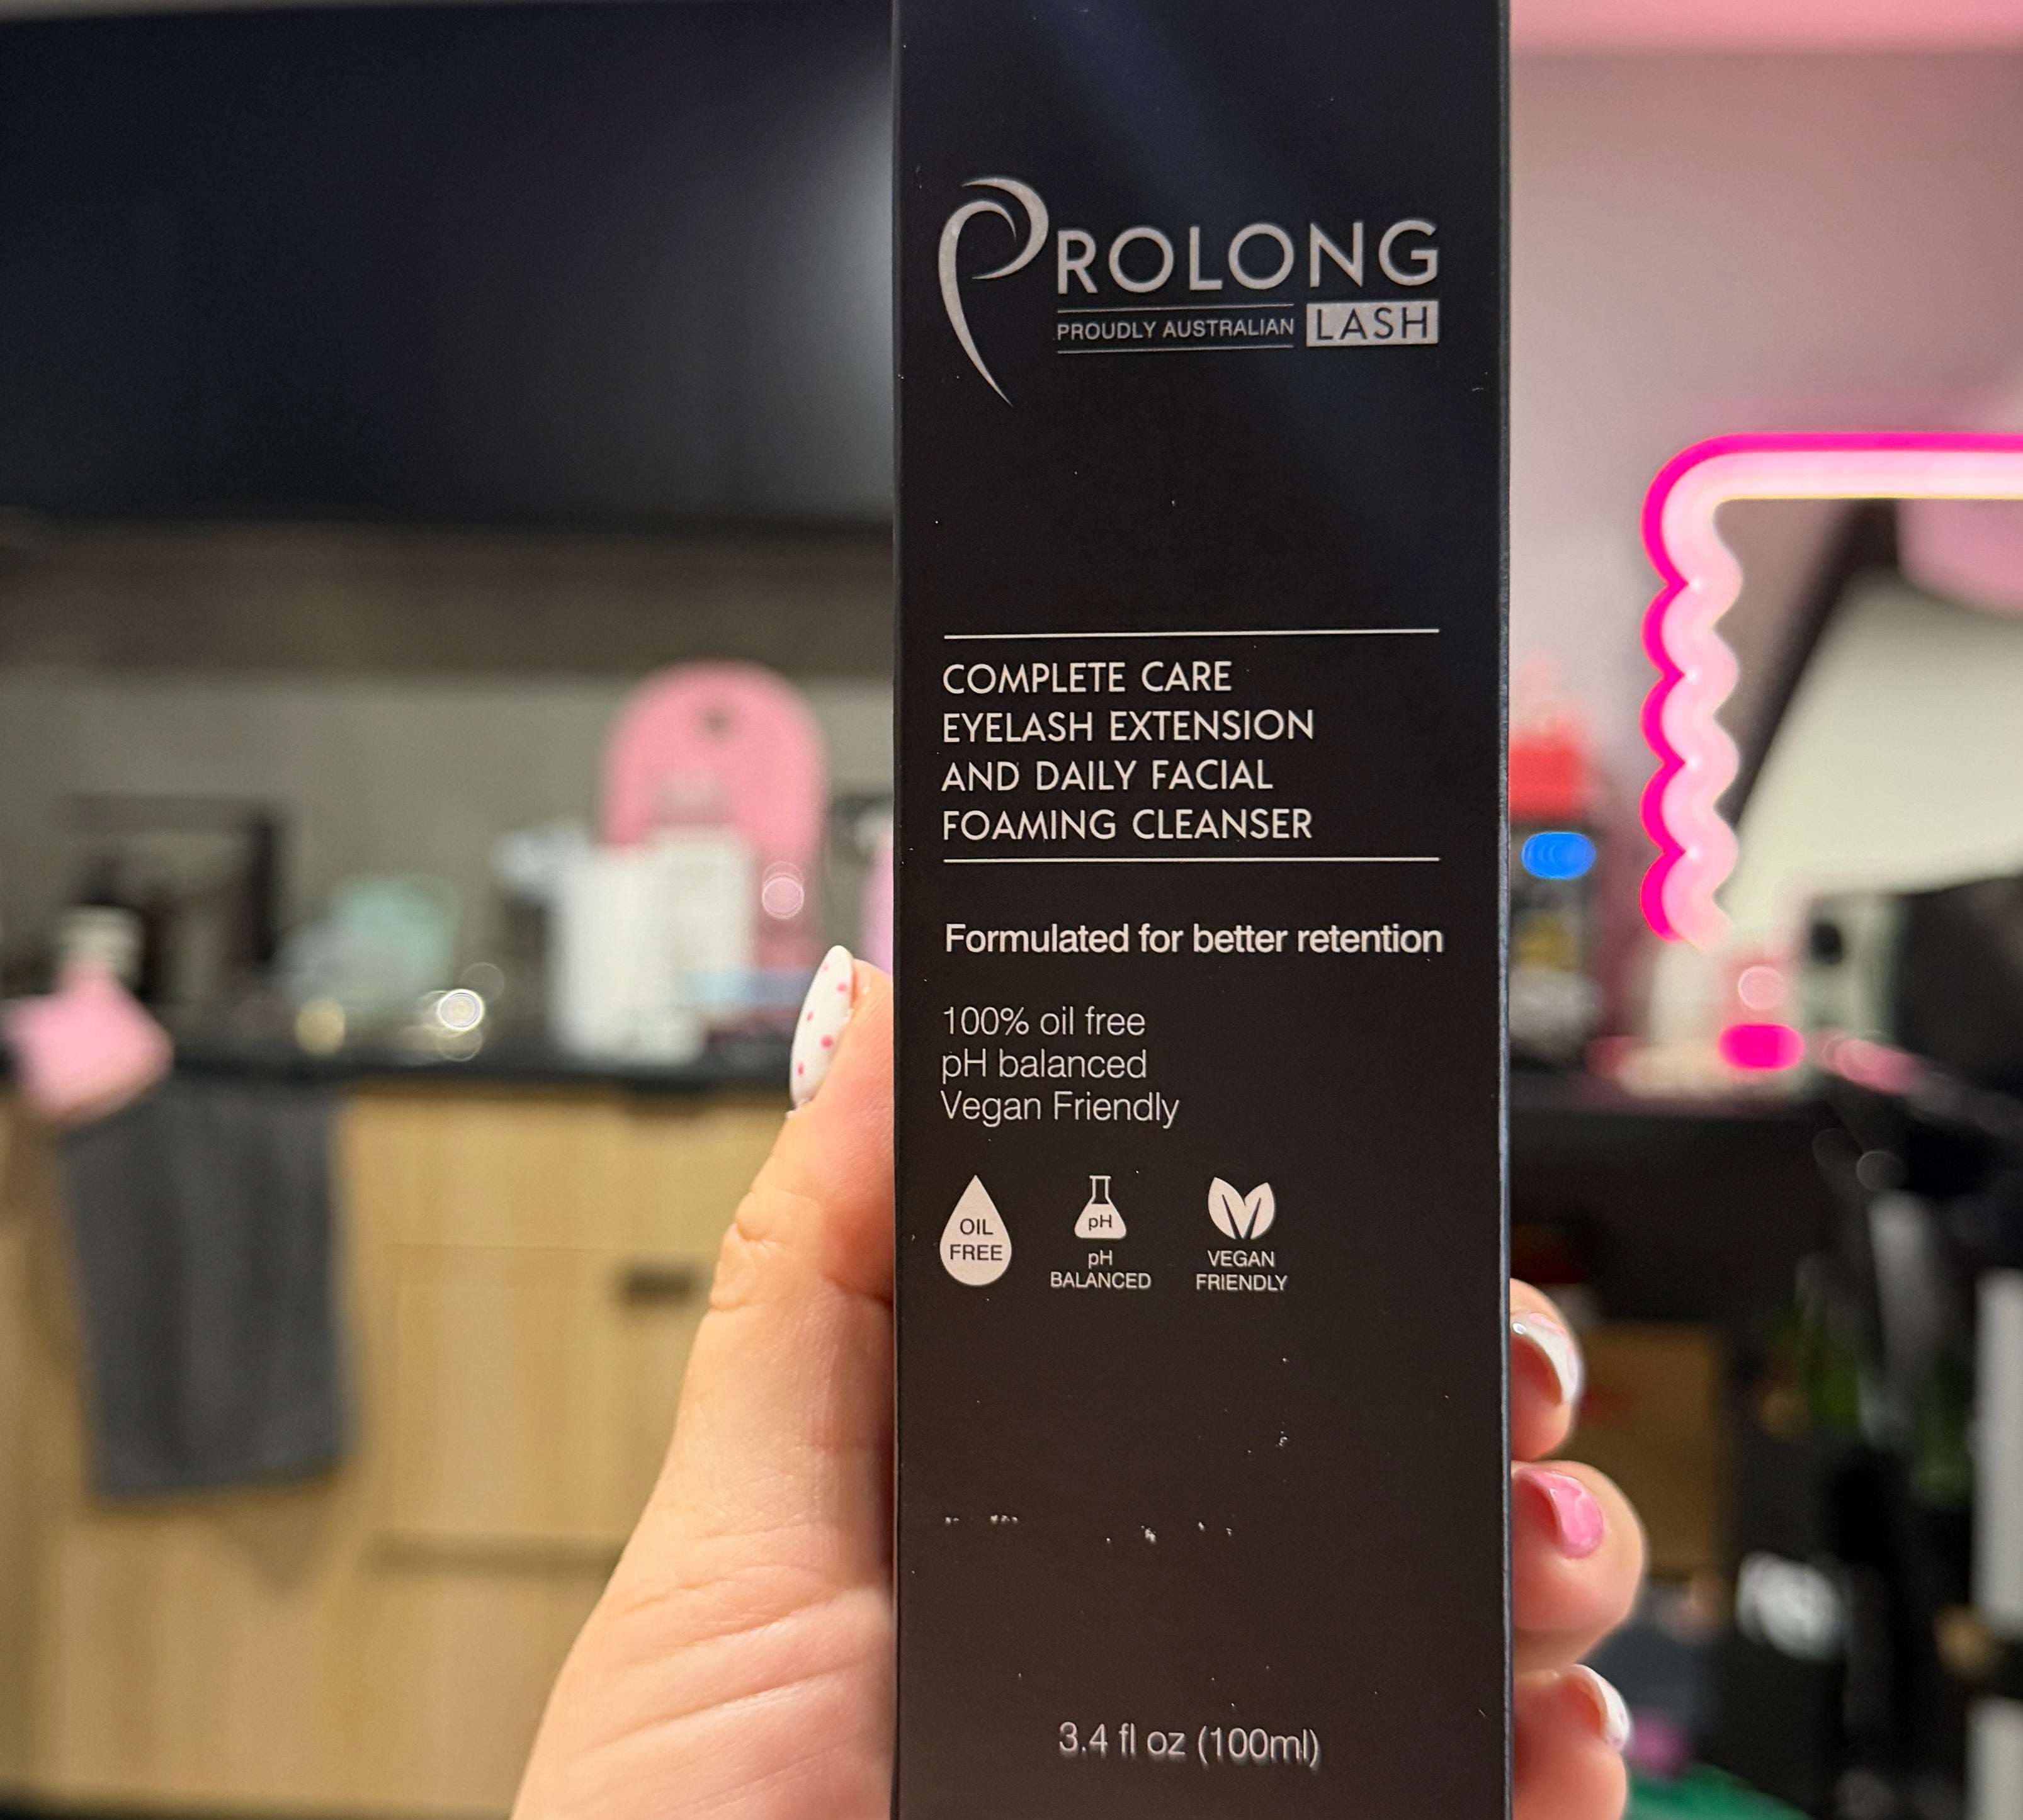 PROLONG
PROUDLY AUSTRALIAN LASH
COMPLETE CARE
EYELASH EXTENSION
AND DAILY FACIAL
FOAMING CLEANSER
Formulated for better retention
100% oil free
pH balanced
Vegan Friendly
OIL
FREE
pH
pH
BALANCED
VEGAN
FRIENDLY
3.4 fl oz (100ml)